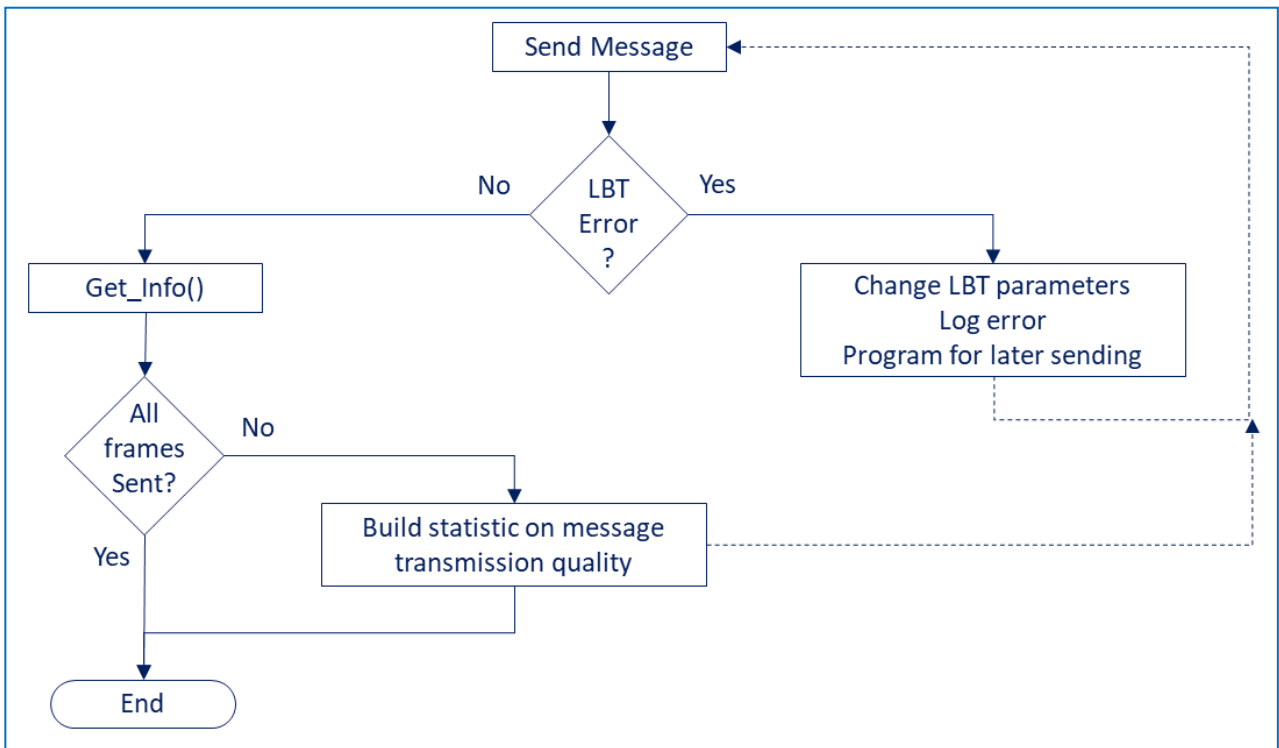 Send Message
No
LBT
Error
?
Yes
Get_Info()
Change LBT parameters
Log error
Program for later sending
All
frames
Sent?
No
Yes
Build statistic on message
transmission quality
End